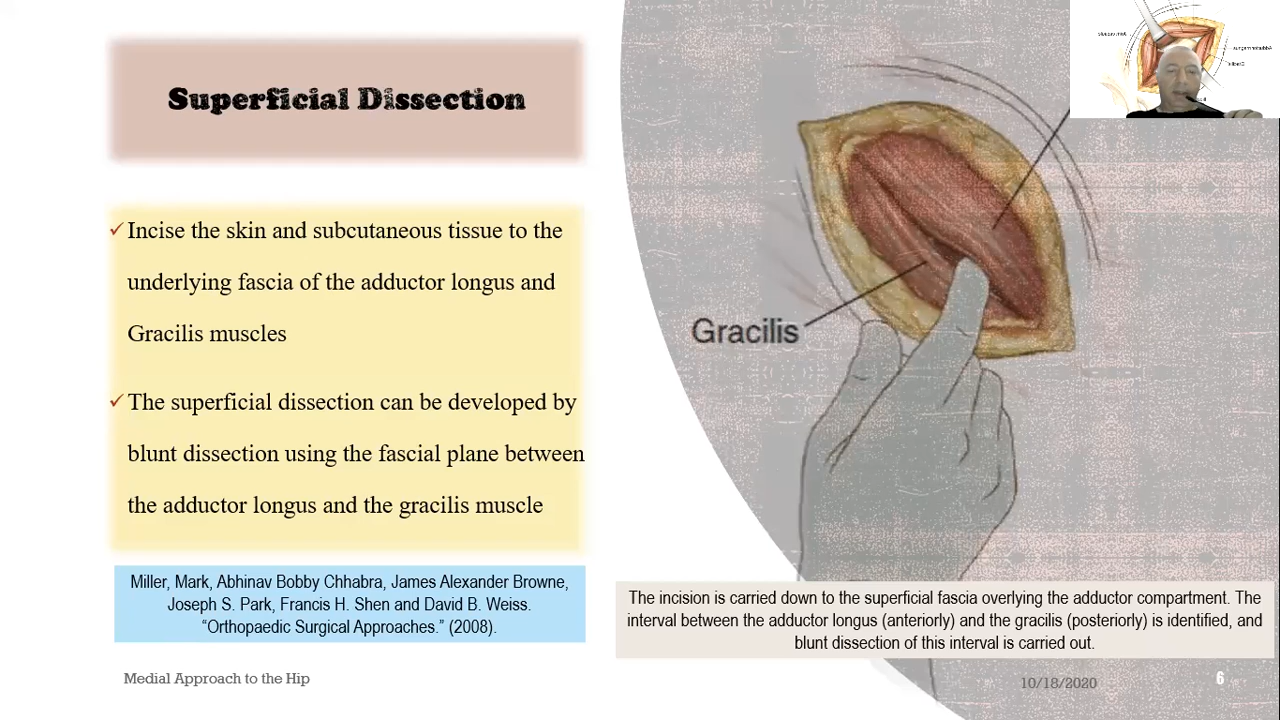 Superficial Dissection
✓Incise the skin and subcutaneous tissue to the
underlying fascia of the adductor longus and
Gracilis muscles
✓The superficial dissection can be developed by
blunt dissection using the fascial plane between
the adductor longus and the gracilis muscle
Miller, Mark, Abhinav Bobby Chhabra, James Alexander Browne,
Joseph S. Park, Francis H. Shen and David B. Weiss.
“Orthopaedic Surgical Approaches.” (2008).
Gracilis
The incision is carried down to the superficial fascia overlying the adductor compartment. The
interval between the adductor longus (anteriorly) and the gracilis (posteriorly) is identified, and
blunt dissection of this interval is carried out.
Medial Approach to the Hip
10/18/2020
6